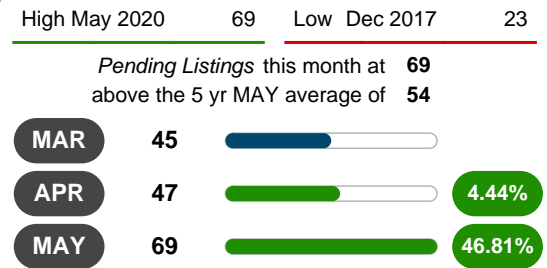 High May 2020 69 Low Dec 2017 23
Pending Listings this month at 69
above the 5 yr MAY average of 54
MAR 45
APR 47 4.44%
MAY 69 46.81%